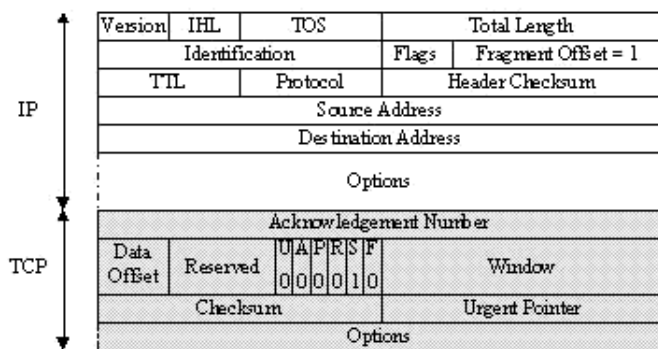 Version IHL TOS Total Length
Identification Flags Fragment Offset = 1
TTL Protocol Header Checksum
IP
Source Address
Destination Address
Options
Acknowledgement Number
TCP
Data Offset Reserved U A P R S F Window
0 0 0 0 1 0
Checksum Urgent Pointer
Options